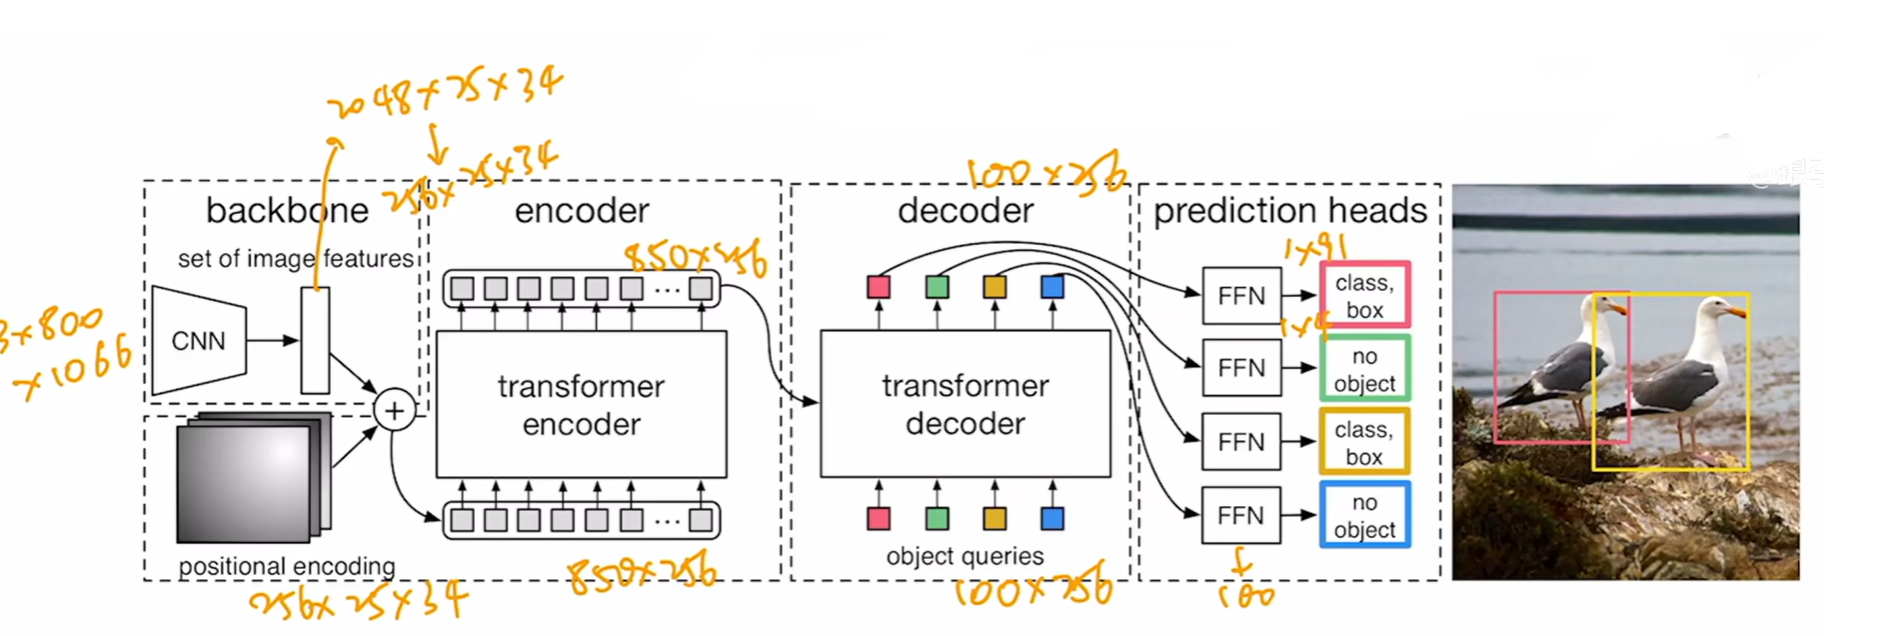 2048×25×34
256×25×34
100×256
backbone
encoder
decoder
prediction heads
set of image features
850×256
1×91
3×800
×1066
CNN
FFN
class,
box
1×4
+
transformer
encoder
transformer
decoder
FFN
no
object
FFN
class,
box
FFN
no
object
...
...
object queries
positional encoding
256×25×34
850×256
100×256
100